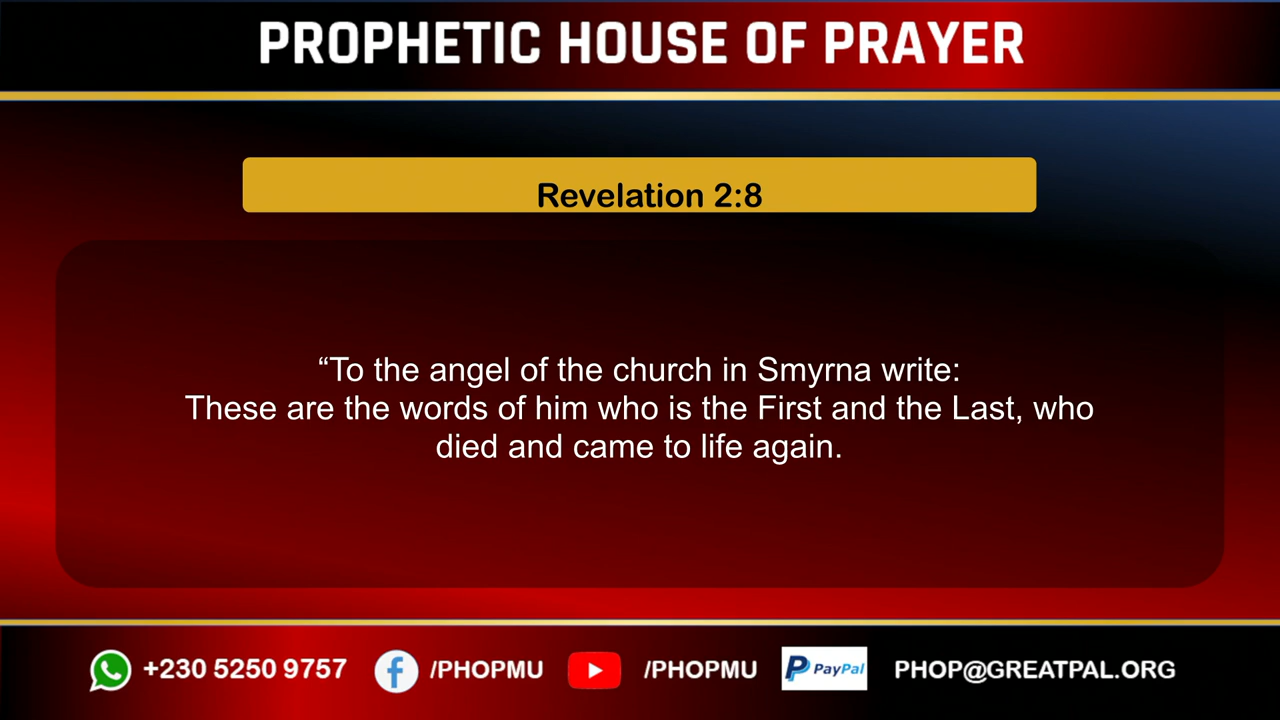 PROPHETIC HOUSE OF PRAYER
Revelation 2:8
“To the angel of the church in Smyrna write:
These are the words of him who is the First and the Last, who
died and came to life again.
+230 5250 9757 /PHOPMU /PHOPMU PayPal PHOP@GREATPAL.ORG